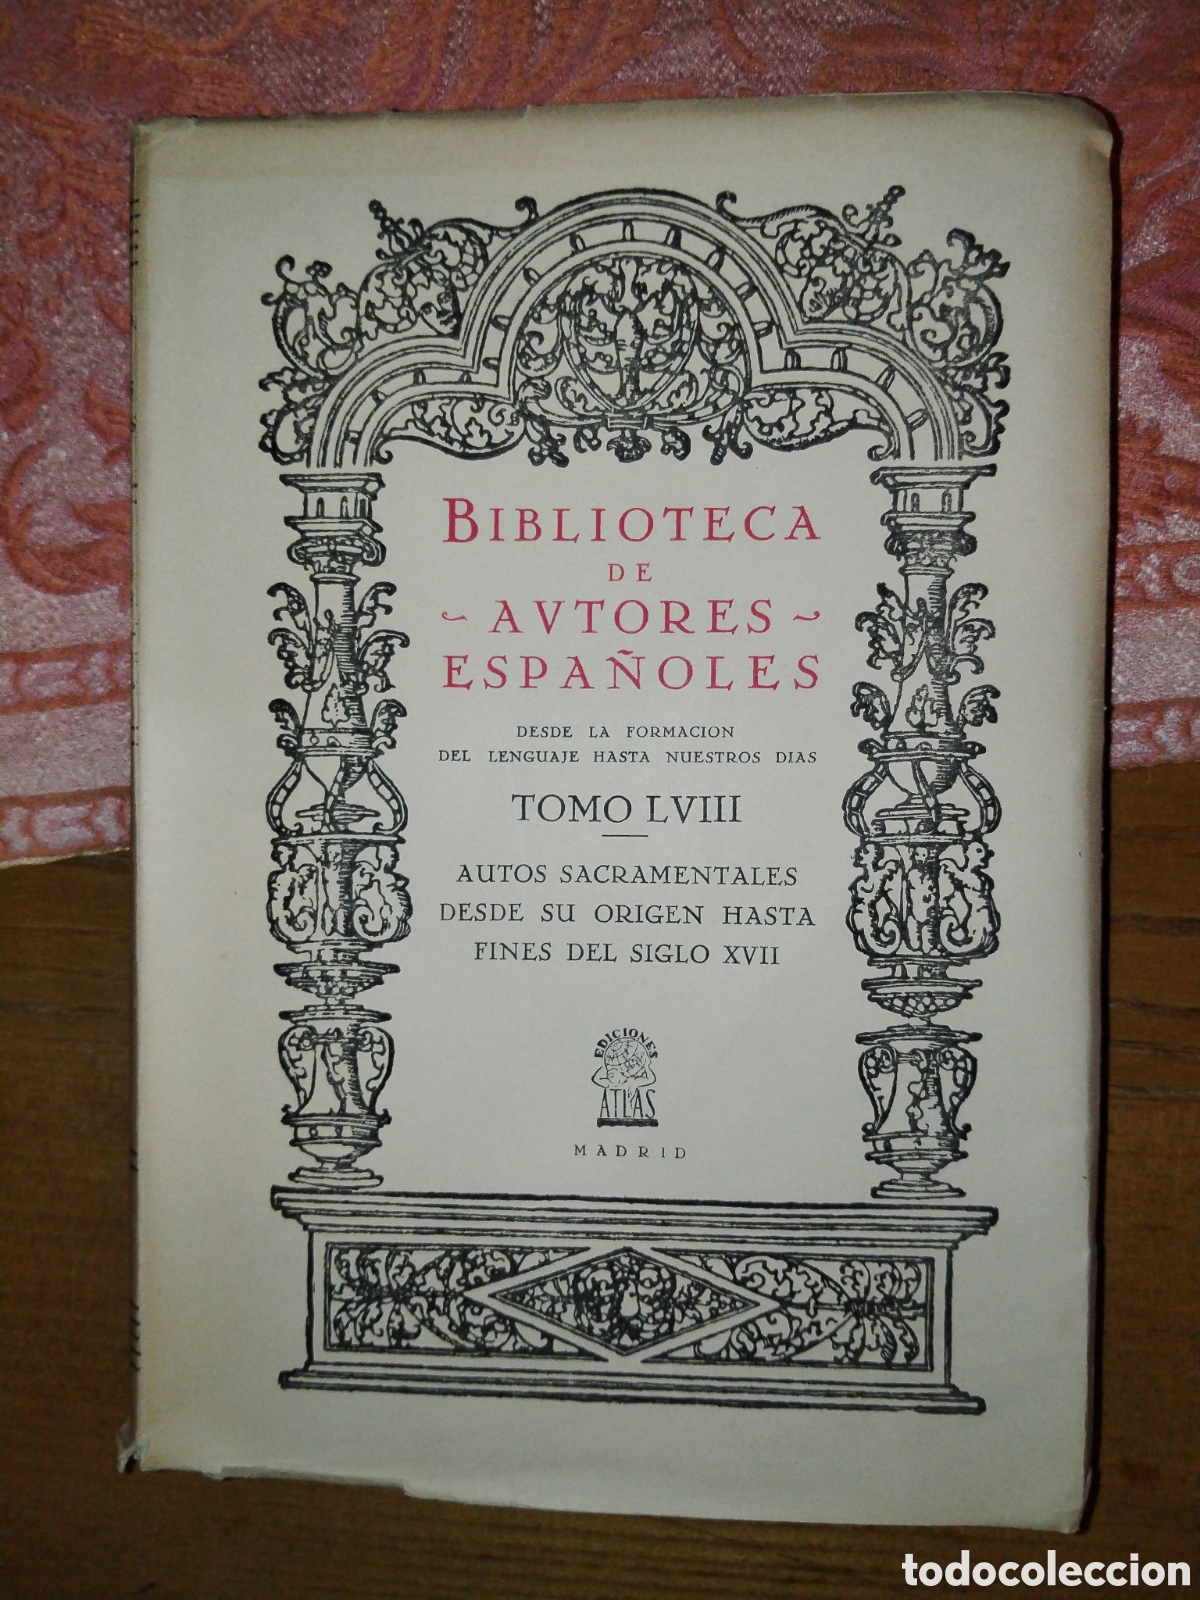 BIBLIOTECA
DE
~ AVTORES ~
ESPAÑOLES
DESDE LA FORMACION
DEL LENGUAJE HASTA NUESTROS DIAS
TOMO LVIII
AUTOS SACRAMENTALES
DESDE SU ORIGEN HASTA
FINES DEL SIGLO XVII
EDICIONES
ATLAS
MADRID
todocoleccion